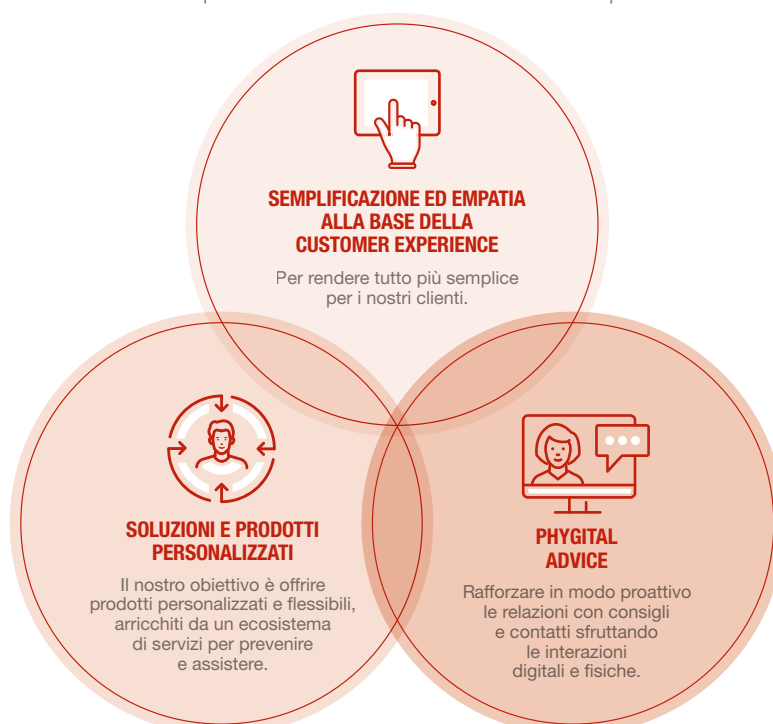 SEMPLIFICAZIONE ED EMPATIA
ALLA BASE DELLA
CUSTOMER EXPERIENCE
Per rendere tutto più semplice
per i nostri clienti.
SOLUZIONI E PRODOTTI
PERSONALIZZATI
Il nostro obiettivo è offrire
prodotti personalizzati e flessibili,
arricchiti da un ecosistema
di servizi per prevenire
e assistere.
PHYGITAL
ADVICE
Rafforzare in modo proattivo
le relazioni con consigli
e contatti sfruttando
le interazioni
digitali e fisiche.